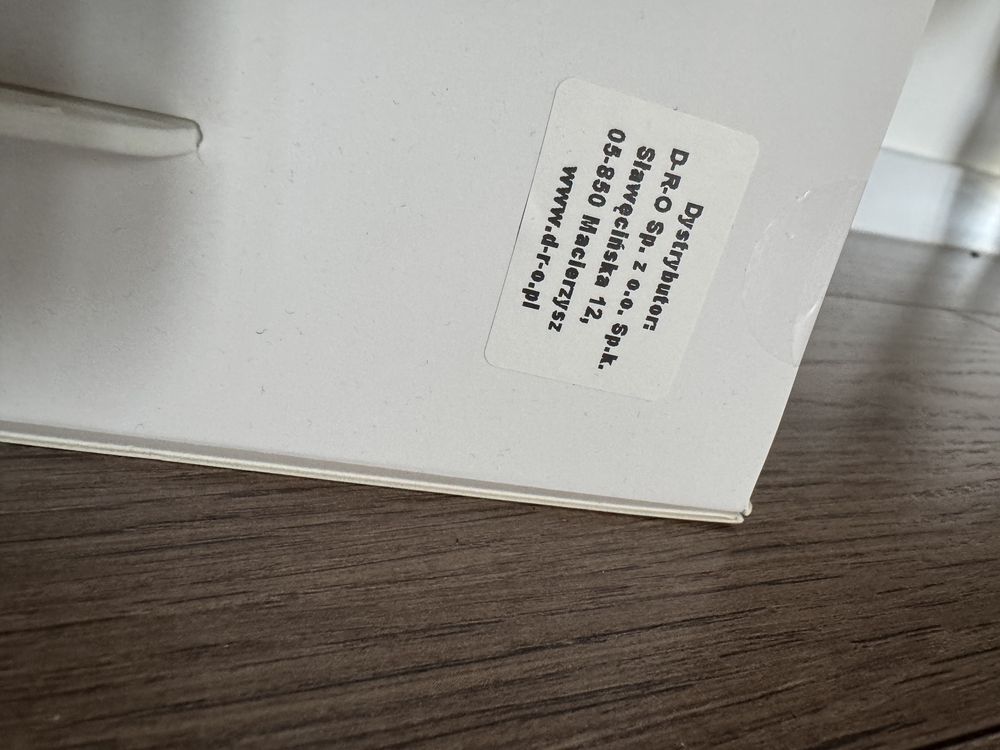 Dystrybutor:
D-R-O Sp. z o.o. Sp.k.
Sławęcińska 12,
05-850 Macierzysz
www.d-r-o.pl